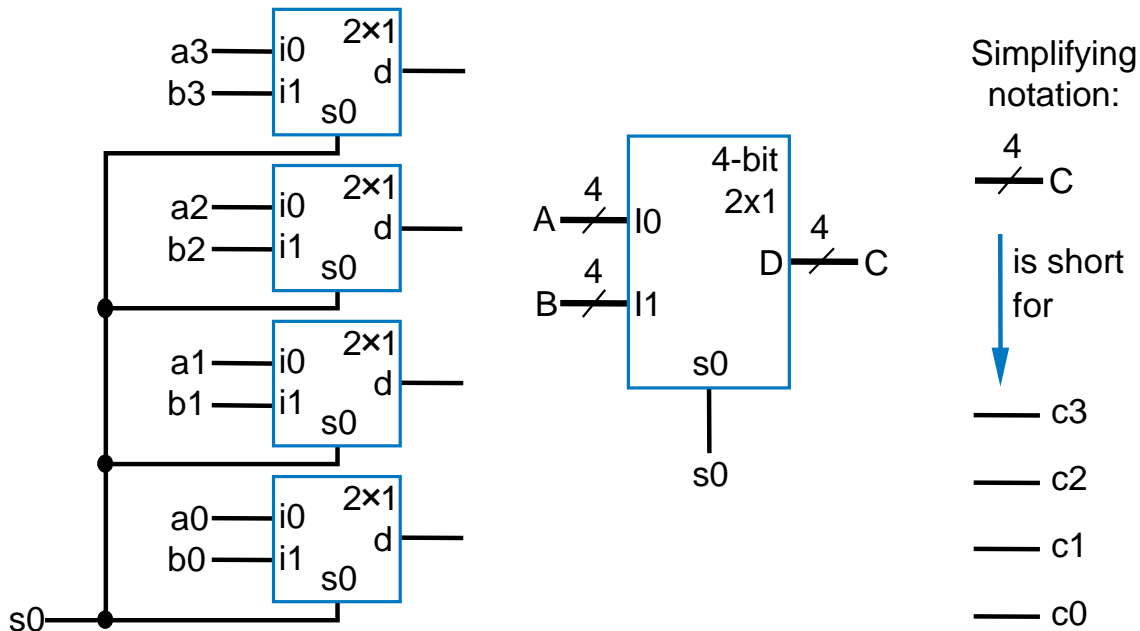 a3
b3
i0
i1
2×1
d
s0
a2
b2
i0
i1
2×1
d
s0
a1
b1
i0
i1
2×1
d
s0
a0
b0
i0
i1
2×1
d
s0
s0
4-bit
2x1
A
4
I0
B
4
I1
D
4
C
s0
s0
Simplifying
notation:
4
C
is short
for
c3
c2
c1
c0